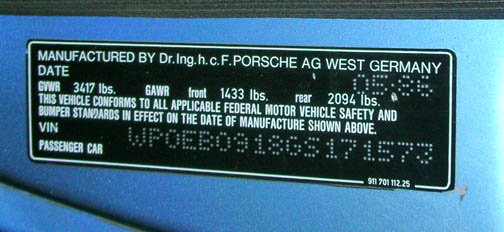 MANUFACTURED BY Dr.Ing.h.c.F.PORSCHE AG WEST GERMANY
DATE 05.86
GVWR 3417 lbs. GAWR front 1433 lbs. rear 2094 lbs.
THIS VEHICLE CONFORMS TO ALL APPLICABLE FEDERAL MOTOR VEHICLE SAFETY AND
BUMPER STANDARDS IN EFFECT ON THE DATE OF MANUFACTURE SHOWN ABOVE.
VIN WP0EB0918GS171573
PASSENGER CAR
911 701 112.25